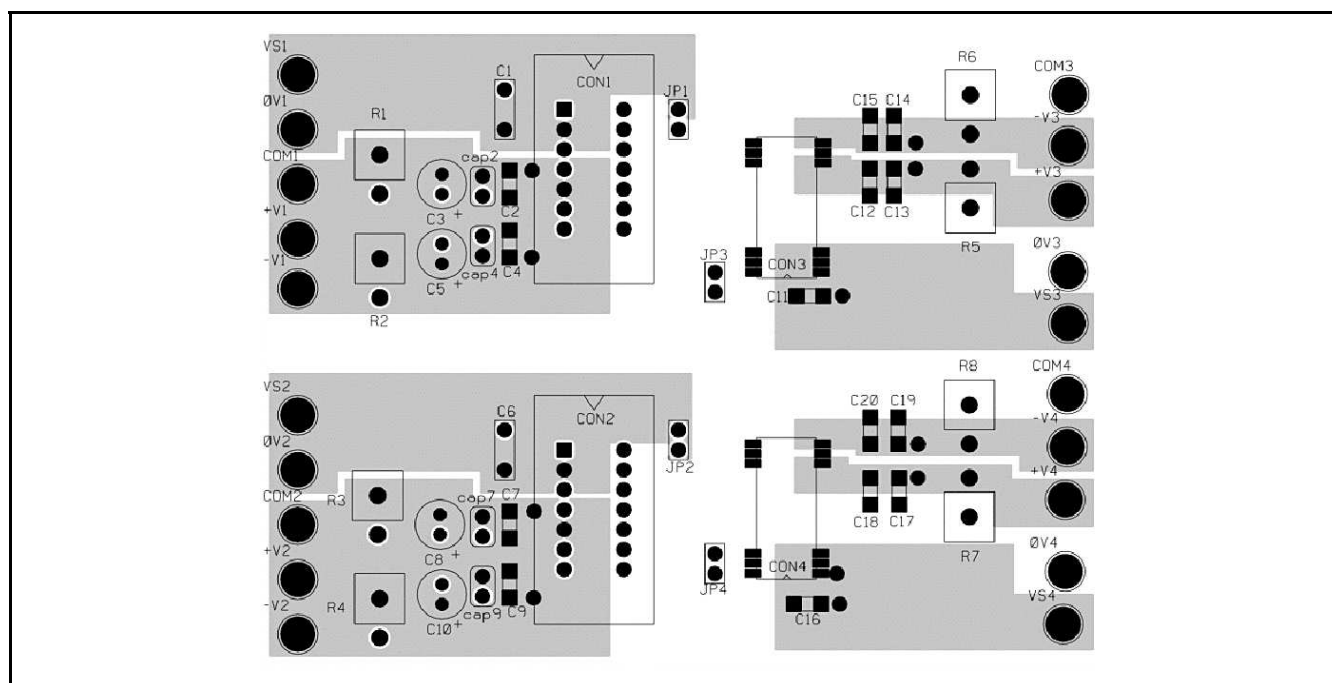 VS1
ØV1
COM1
+V1
-V1
R1
R2
C1
CON1
JP1
cap2
C2
C3 +
C4
cap4
C5 +
R6
COM3
C15 C14
-V3
+V3
C12 C13
R5
ØV3
JP3
CON3
C11
VS3
VS2
ØV2
COM2
+V2
-V2
R3
R4
C6
CON2
JP2
cap7
C7
C8 +
C9
cap9
C10 +
R8
COM4
C20 C19
-V4
+V4
C18 C17
R7
ØV4
JP4
CON4
C16
VS4